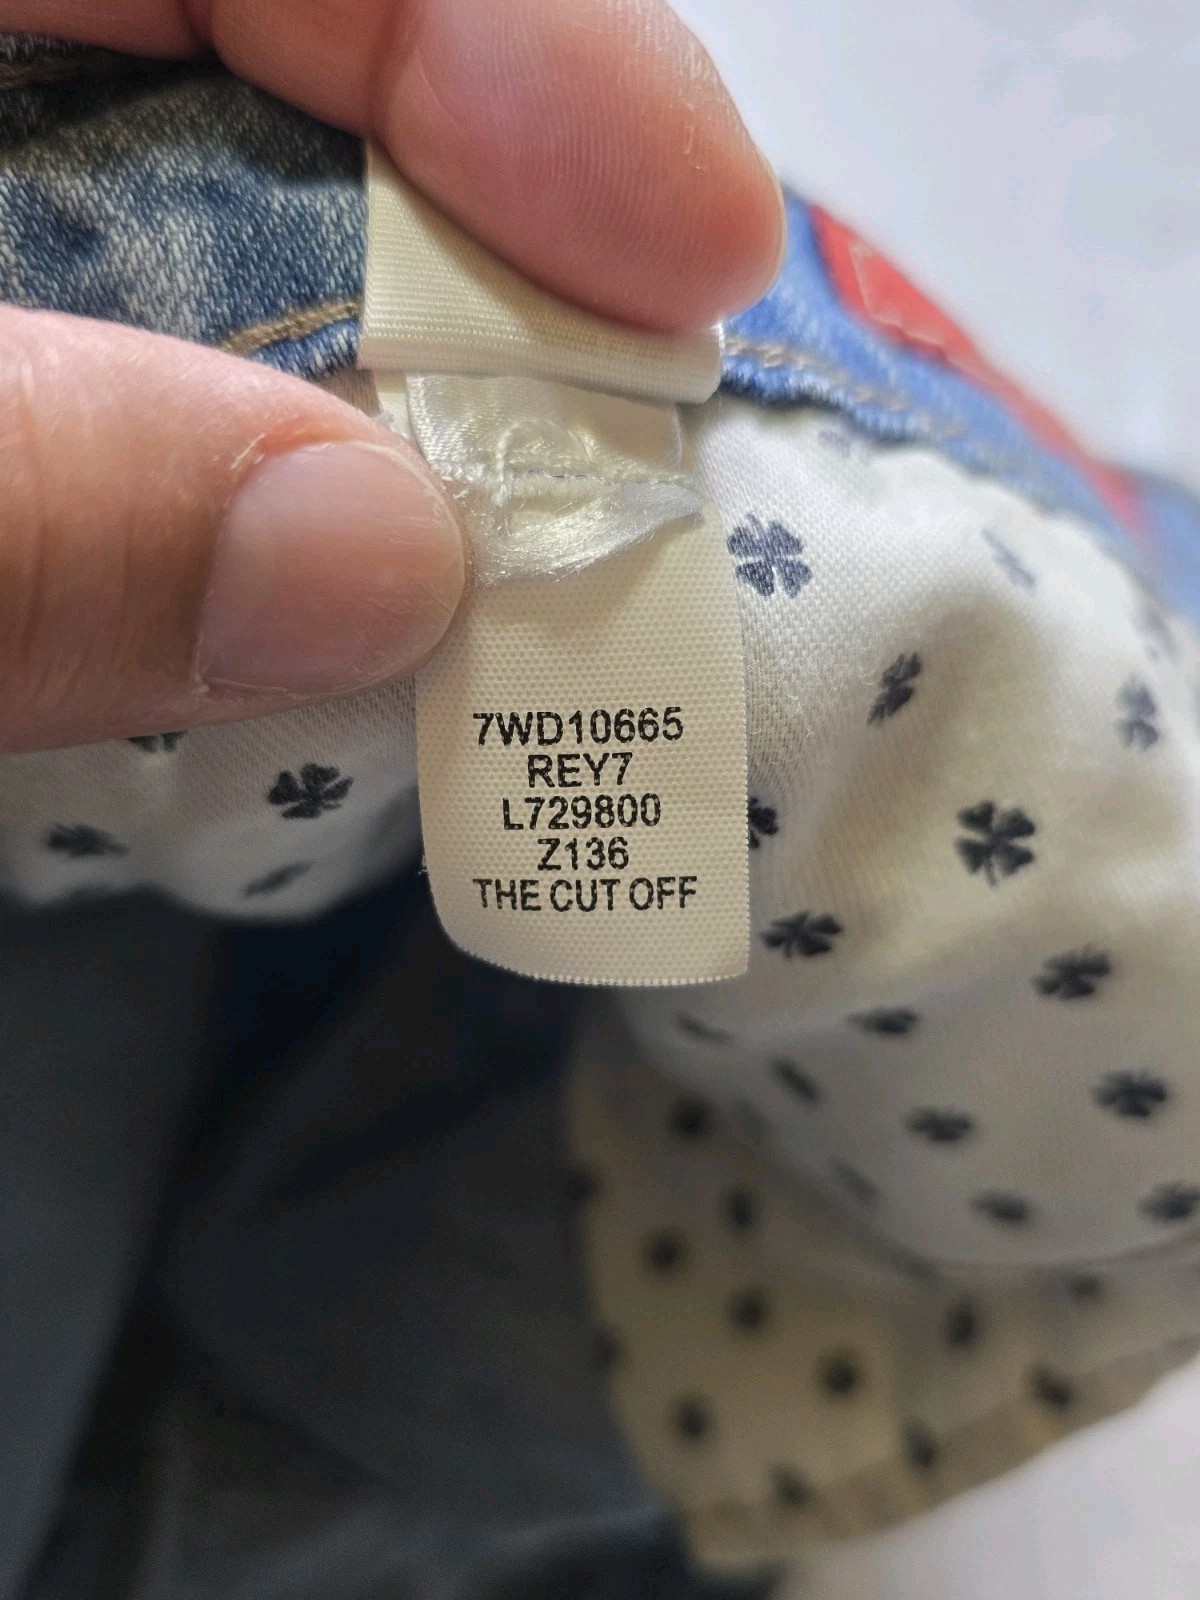 7WD10665
REY7
L729800
Z136
THE CUT OFF